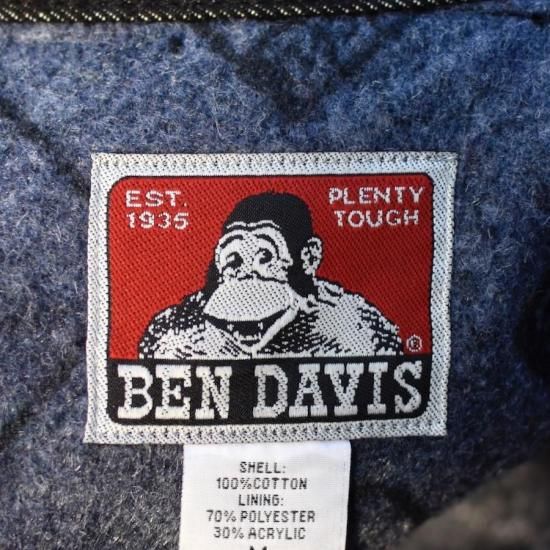 EST. 1935
PLENTY TOUGH
®
BEN DAVIS
SHELL:
100%COTTON
LINING:
70% POLYESTER
30% ACRYLIC
M